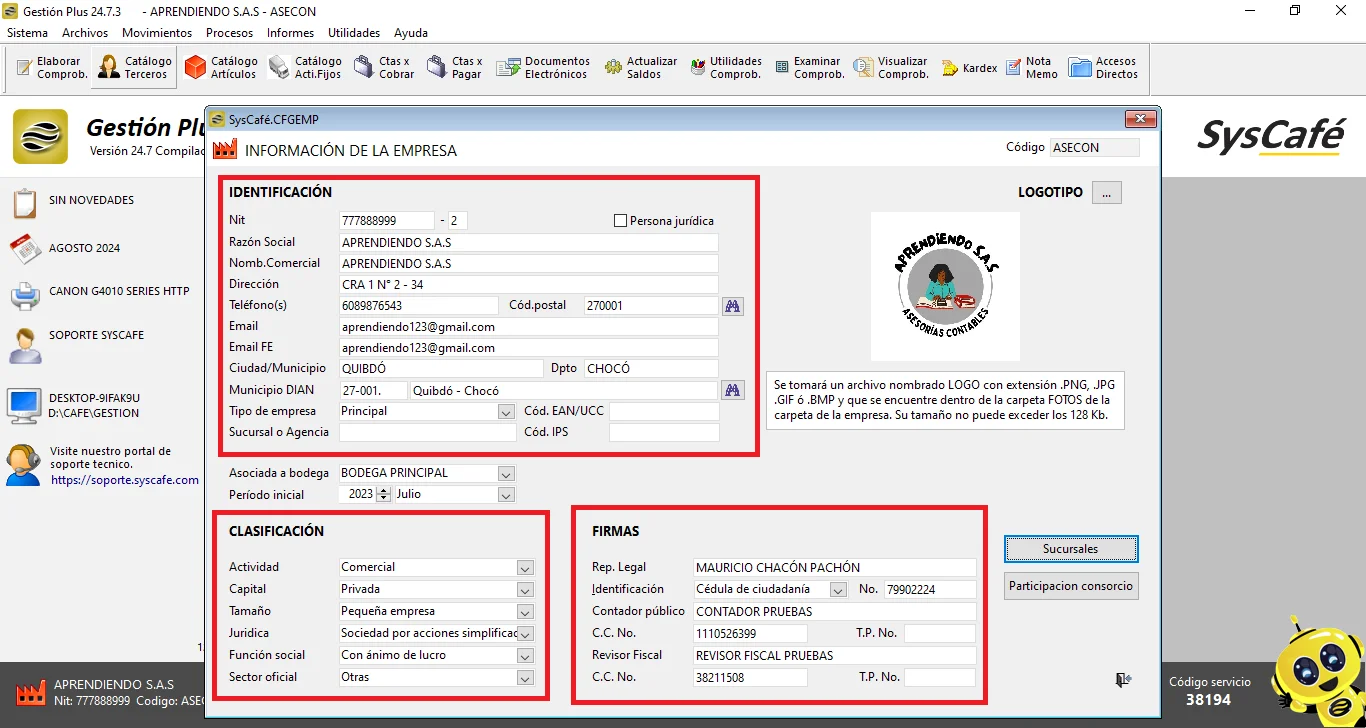 Gestión Plus 24.7.3 - APRENDIENDO S.A.S - ASECON
Sistema Archivos Movimientos Procesos Informes Utilidades Ayuda
Elaborar Comprob.
Catálogo Terceros
Catálogo Artículos
Catálogo Acti.Fijos
Ctas x Cobrar
Ctas x Pagar
Documentos Electrónicos
Actualizar Saldos
Utilidades Comprob.
Examinar Comprob.
Visualizar Comprob.
Kardex
Nota Memo
Accesos Directos
Gestión Plu
Versión 24.7 Compilac
SysCafé
SIN NOVEDADES
AGOSTO 2024
CANON G4010 SERIES HTTP
SOPORTE SYSCAFE
DESKTOP-9IFAK9U
D:\CAFE\GESTION
Visite nuestro portal de
soporte tecnico.
https://soporte.syscafe.com
SysCafé.CFGEMP
INFORMACIÓN DE LA EMPRESA
Código ASECON
IDENTIFICACIÓN
Nit 777888999 - 2 Persona jurídica
Razón Social APRENDIENDO S.A.S
Nomb.Comercial APRENDIENDO S.A.S
Dirección CRA 1 N° 2 - 34
Teléfono(s) 6089876543 Cód.postal 270001
Email aprendiendo123@gmail.com
Email FE aprendiendo123@gmail.com
Ciudad/Municipio QUIBDÓ Dpto CHOCÓ
Municipio DIAN 27-001. Quibdó - Chocó
Tipo de empresa Principal Cód. EAN/UCC
Sucursal o Agencia Cód. IPS
LOGOTIPO ...
APRENDIENDO S.A.S
ASESORÍAS CONTABLES
Se tomará un archivo nombrado LOGO con extensión .PNG, .JPG
.GIF ó .BMP y que se encuentre dentro de la carpeta FOTOS de la
carpeta de la empresa. Su tamaño no puede exceder los 128 Kb.
Asociada a bodega BODEGA PRINCIPAL
Período inicial 2023 Julio
CLASIFICACIÓN
Actividad Comercial
Capital Privada
Tamaño Pequeña empresa
Juridica Sociedad por acciones simplificad
Función social Con ánimo de lucro
Sector oficial Otras
FIRMAS
Rep. Legal MAURICIO CHACÓN PACHÓN
Identificación Cédula de ciudadanía No. 79902224
Contador público CONTADOR PRUEBAS
C.C. No. 1110526399 T.P. No.
Revisor Fiscal REVISOR FISCAL PRUEBAS
C.C. No. 38211508 T.P. No.
Sucursales
Participacion consorcio
1.
APRENDIENDO S.A.S
Nit: 777888999 Codigo: ASEC
Código servicio
38194